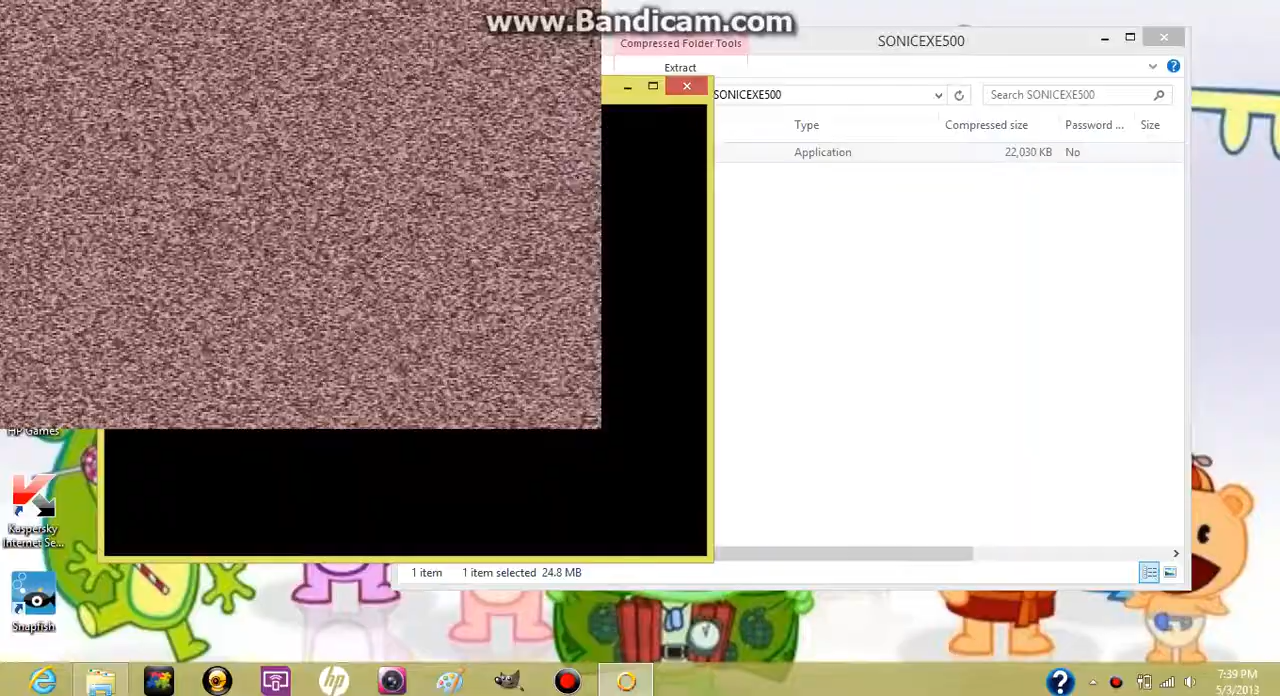 www.Bandicam.com
Compressed Folder Tools
SONICEXE500
Extract
SONICEXE500
Search SONICEXE500
Type
Compressed size
Password ...
Size
Application
22,030 KB
No
HP Games
Kaspersky
Internet Se...
Snapfish
1 item
1 item selected 24.8 MB
7:39 PM
5/3/2013